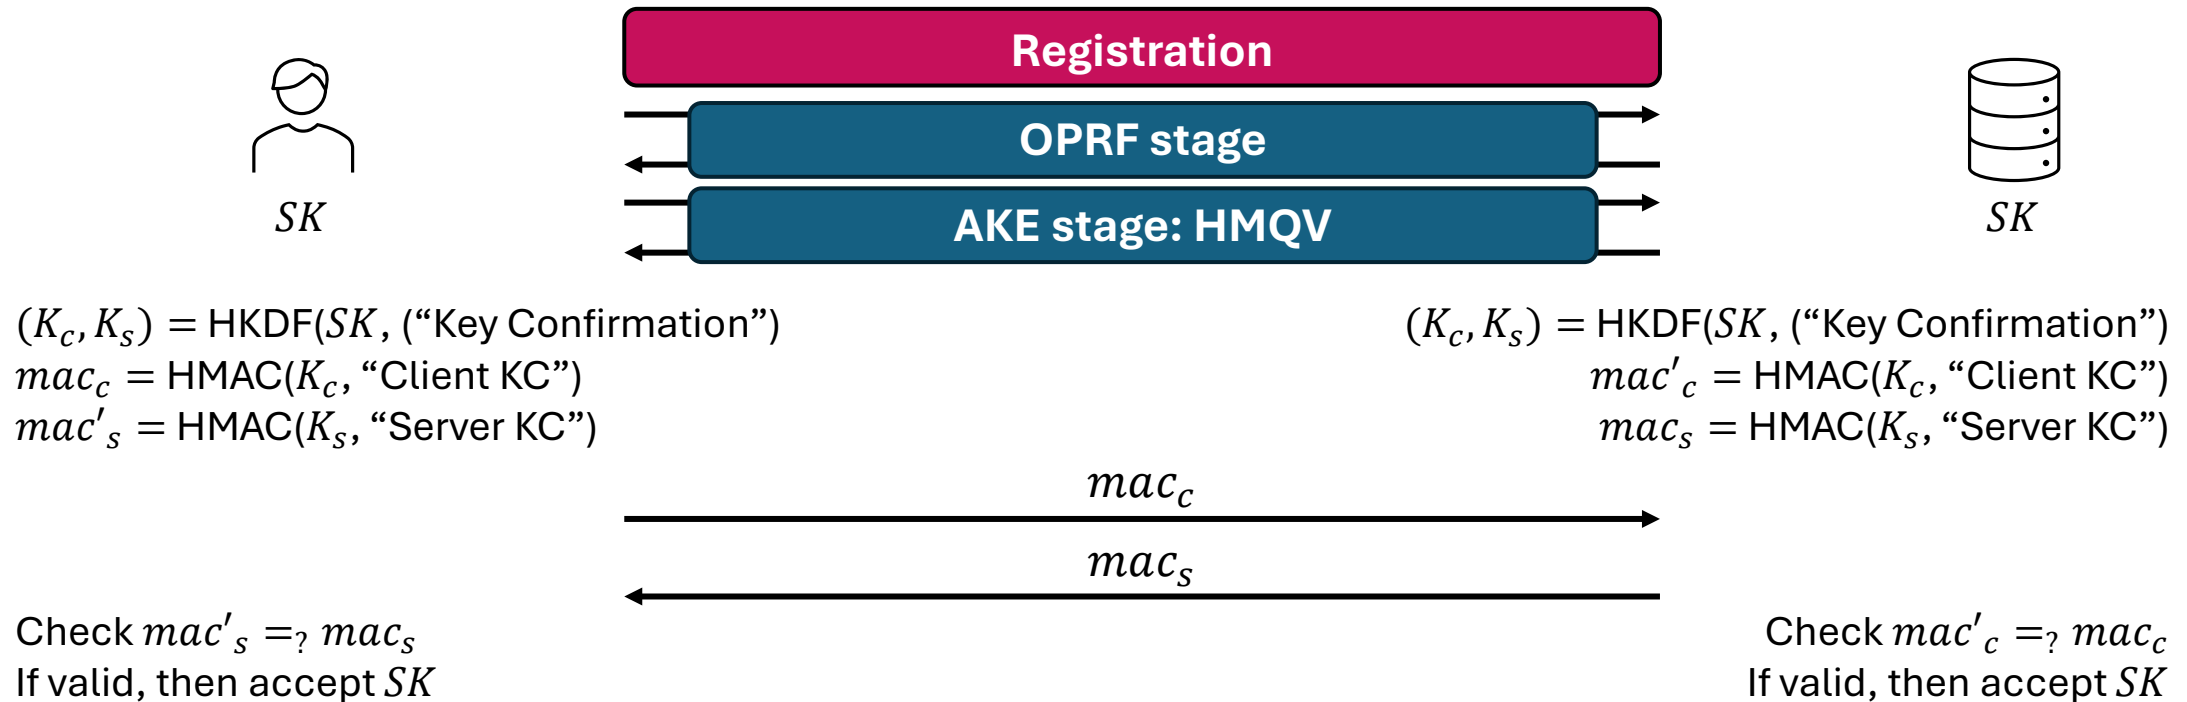 Registration
OPRF stage
AKE stage: HMQV
SK
SK
(K_c, K_s) = HKDF(SK, (“Key Confirmation”)
mac_c = HMAC(K_c, “Client KC”)
mac'_s = HMAC(K_s, “Server KC”)
(K_c, K_s) = HKDF(SK, (“Key Confirmation”)
mac'_c = HMAC(K_c, “Client KC”)
mac_s = HMAC(K_s, “Server KC”)
mac_c
mac_s
Check mac'_s =_? mac_s
If valid, then accept SK
Check mac'_c =_? mac_c
If valid, then accept SK